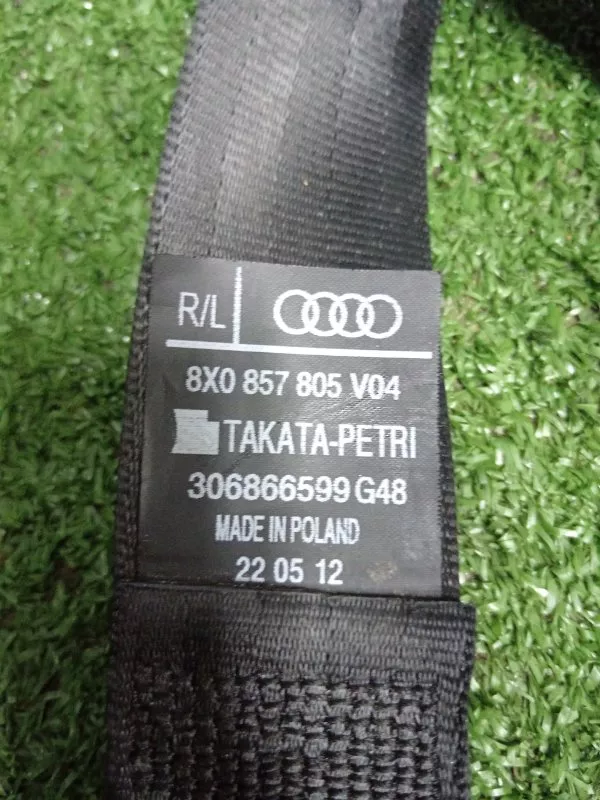 R/L
8X0 857 805 V04
TAKATA-PETRI
306866599 G48
MADE IN POLAND
22 05 12